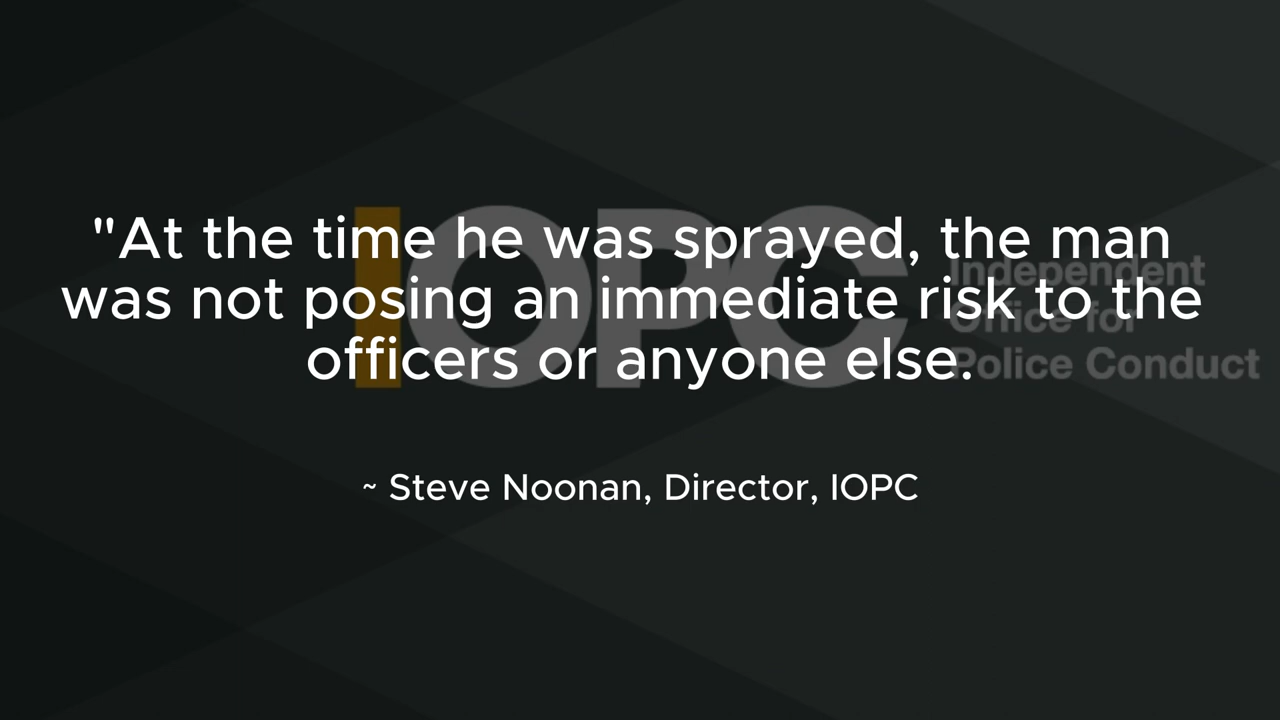 "At the time he was sprayed, the man
was not posing an immediate risk to the
officers or anyone else.
~ Steve Noonan, Director, IOPC
IOPC
Independent
Office for
Police Conduct